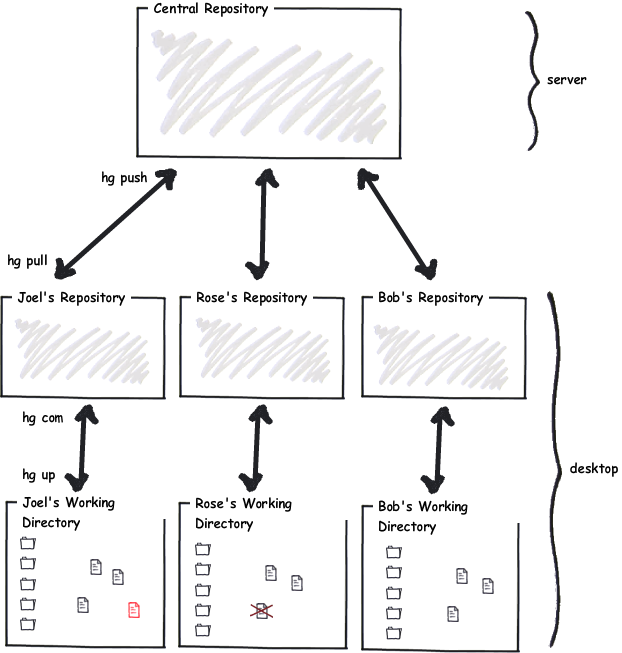 Central Repository
server
hg push
hg pull
Joel's Repository
Rose's Repository
Bob's Repository
hg com
desktop
hg up
Joel's Working
Directory
Rose's Working
Directory
Bob's Working
Directory